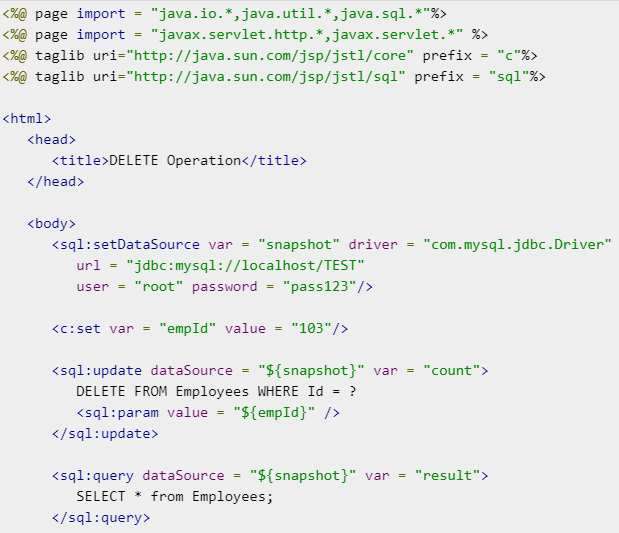 <%@ page import = "java.io.*,java.util.*,java.sql.*"%>
<%@ page import = "javax.servlet.http.*,javax.servlet.*" %>
<%@ taglib uri="http://java.sun.com/jsp/jstl/core" prefix = "c"%>
<%@ taglib uri="http://java.sun.com/jsp/jstl/sql" prefix = "sql"%>

<html>
   <head>
      <title>DELETE Operation</title>
   </head>

   <body>
      <sql:setDataSource var = "snapshot" driver = "com.mysql.jdbc.Driver"
         url = "jdbc:mysql://localhost/TEST"
         user = "root" password = "pass123"/>

      <c:set var = "empId" value = "103"/>

      <sql:update dataSource = "${snapshot}" var = "count">
         DELETE FROM Employees WHERE Id = ?
         <sql:param value = "${empId}" />
      </sql:update>

      <sql:query dataSource = "${snapshot}" var = "result">
         SELECT * from Employees;
      </sql:query>